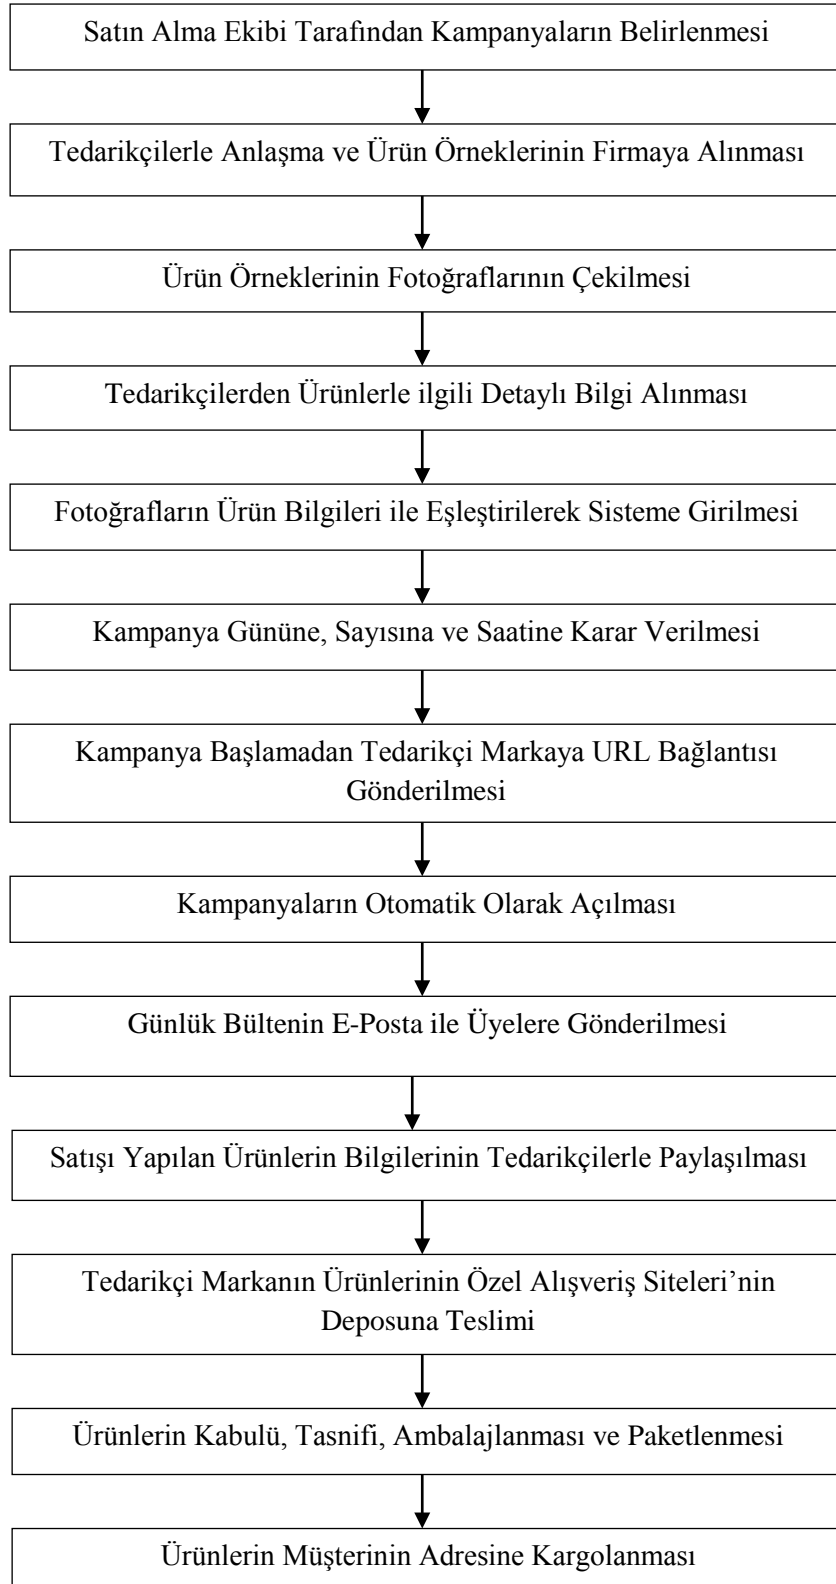 Satın Alma Ekibi Tarafından Kampanyaların Belirlenmesi
Tedarikçilerle Anlaşma ve Ürün Örneklerinin Firmaya Alınması
Ürün Örneklerinin Fotoğraflarının Çekilmesi
Tedarikçilerden Ürünlerle ilgili Detaylı Bilgi Alınması
Fotoğrafların Ürün Bilgileri ile Eşleştirilerek Sisteme Girilmesi
Kampanya Gününe, Sayısına ve Saatine Karar Verilmesi
Kampanya Başlamadan Tedarikçi Markaya URL Bağlantısı
Gönderilmesi
Kampanyaların Otomatik Olarak Açılması
Günlük Bültenin E-Posta ile Üyelere Gönderilmesi
Satışı Yapılan Ürünlerin Bilgilerinin Tedarikçilerle Paylaşılması
Tedarikçi Markanın Ürünlerinin Özel Alışveriş Siteleri’nin
Deposuna Teslimi
Ürünlerin Kabulü, Tasnifi, Ambalajlanması ve Paketlenmesi
Ürünlerin Müşterinin Adresine Kargolanması